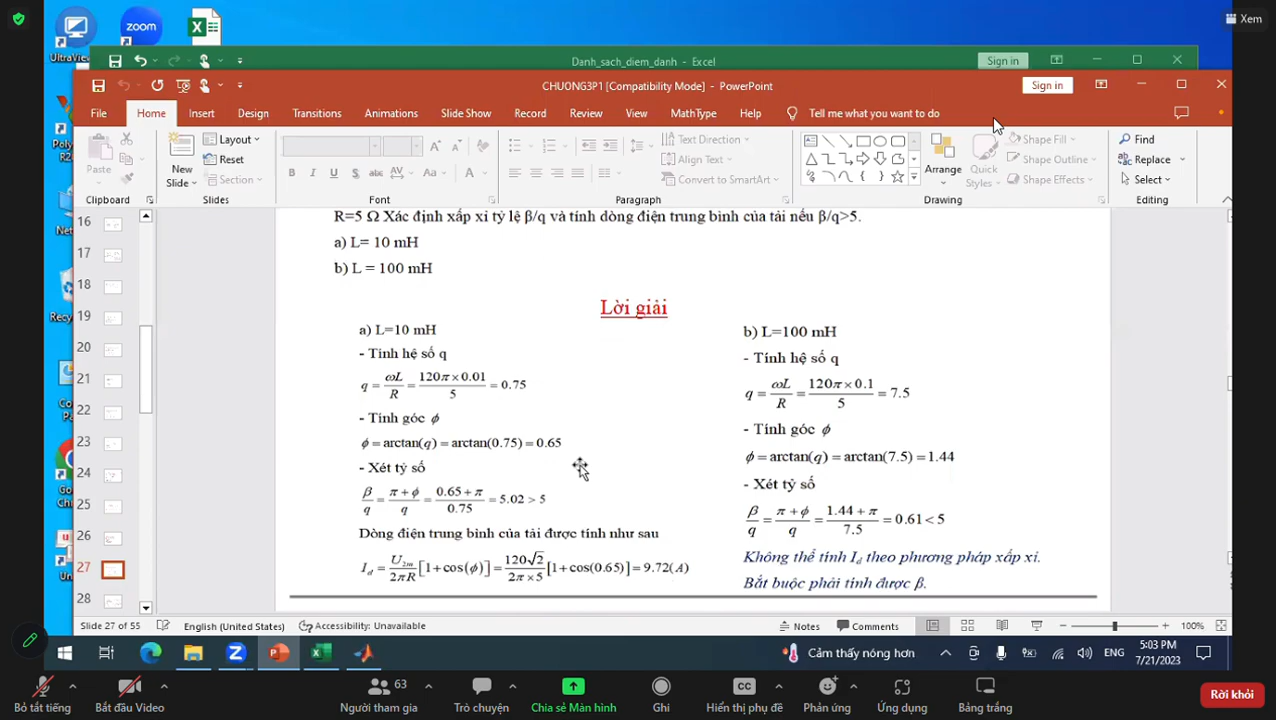 Xem
UltraView
zoom
Danh_sach_diem_danh - Excel
Sign in
CHUONG3P1 [Compatibility Mode] - PowerPoint
Sign in
File Home Insert Design Transitions Animations Slide Show Record Review View MathType Help Tell me what you want to do
Paste
Clipboard
New Slide
Layout
Reset
Section
Slides
B I U S abc AV Aa A
Font
Text Direction
Align Text
Convert to SmartArt
Paragraph
Arrange
Quick Styles
Shape Fill
Shape Outline
Shape Effects
Drawing
Find
Replace
Select
Editing
16
17
18
19
20
21
22
23
24
25
26
27
28
R=5 Ω Xác định xấp xỉ tỷ lệ β/q và tính dòng điện trung bình của tải nếu β/q>5.
a) L= 10 mH
b) L = 100 mH
Lời giải
a) L=10 mH
- Tính hệ số q
q = ωL/R = 120π×0.01/5 = 0.75
- Tính góc ϕ
ϕ = arctan(q) = arctan(0.75) = 0.65
- Xét tỷ số
β/q = π+ϕ/q = 0.65+π/0.75 = 5.02 > 5
Dòng điện trung bình của tải được tính như sau
I_d = U_2m/2πR [1+cos(ϕ)] = 120√2/2π×5 [1+cos(0.65)] = 9.72(A)
b) L=100 mH
- Tính hệ số q
q = ωL/R = 120π×0.1/5 = 7.5
- Tính góc ϕ
ϕ = arctan(q) = arctan(7.5) = 1.44
- Xét tỷ số
β/q = π+ϕ/q = 1.44+π/7.5 = 0.61 < 5
Không thể tính I_d theo phương pháp xấp xỉ.
Bắt buộc phải tính được β.
Slide 27 of 55 English (United States) Accessibility: Unavailable Notes Comments 100%
Cảm thấy nóng hơn ENG 5:03 PM
7/21/2023
63
Bỏ tắt tiếng Bắt đầu Video Người tham gia Trò chuyện Chia sẻ Màn hình Ghi Hiển thị phụ đề Phản ứng Ứng dụng Bảng trắng Rời khỏi